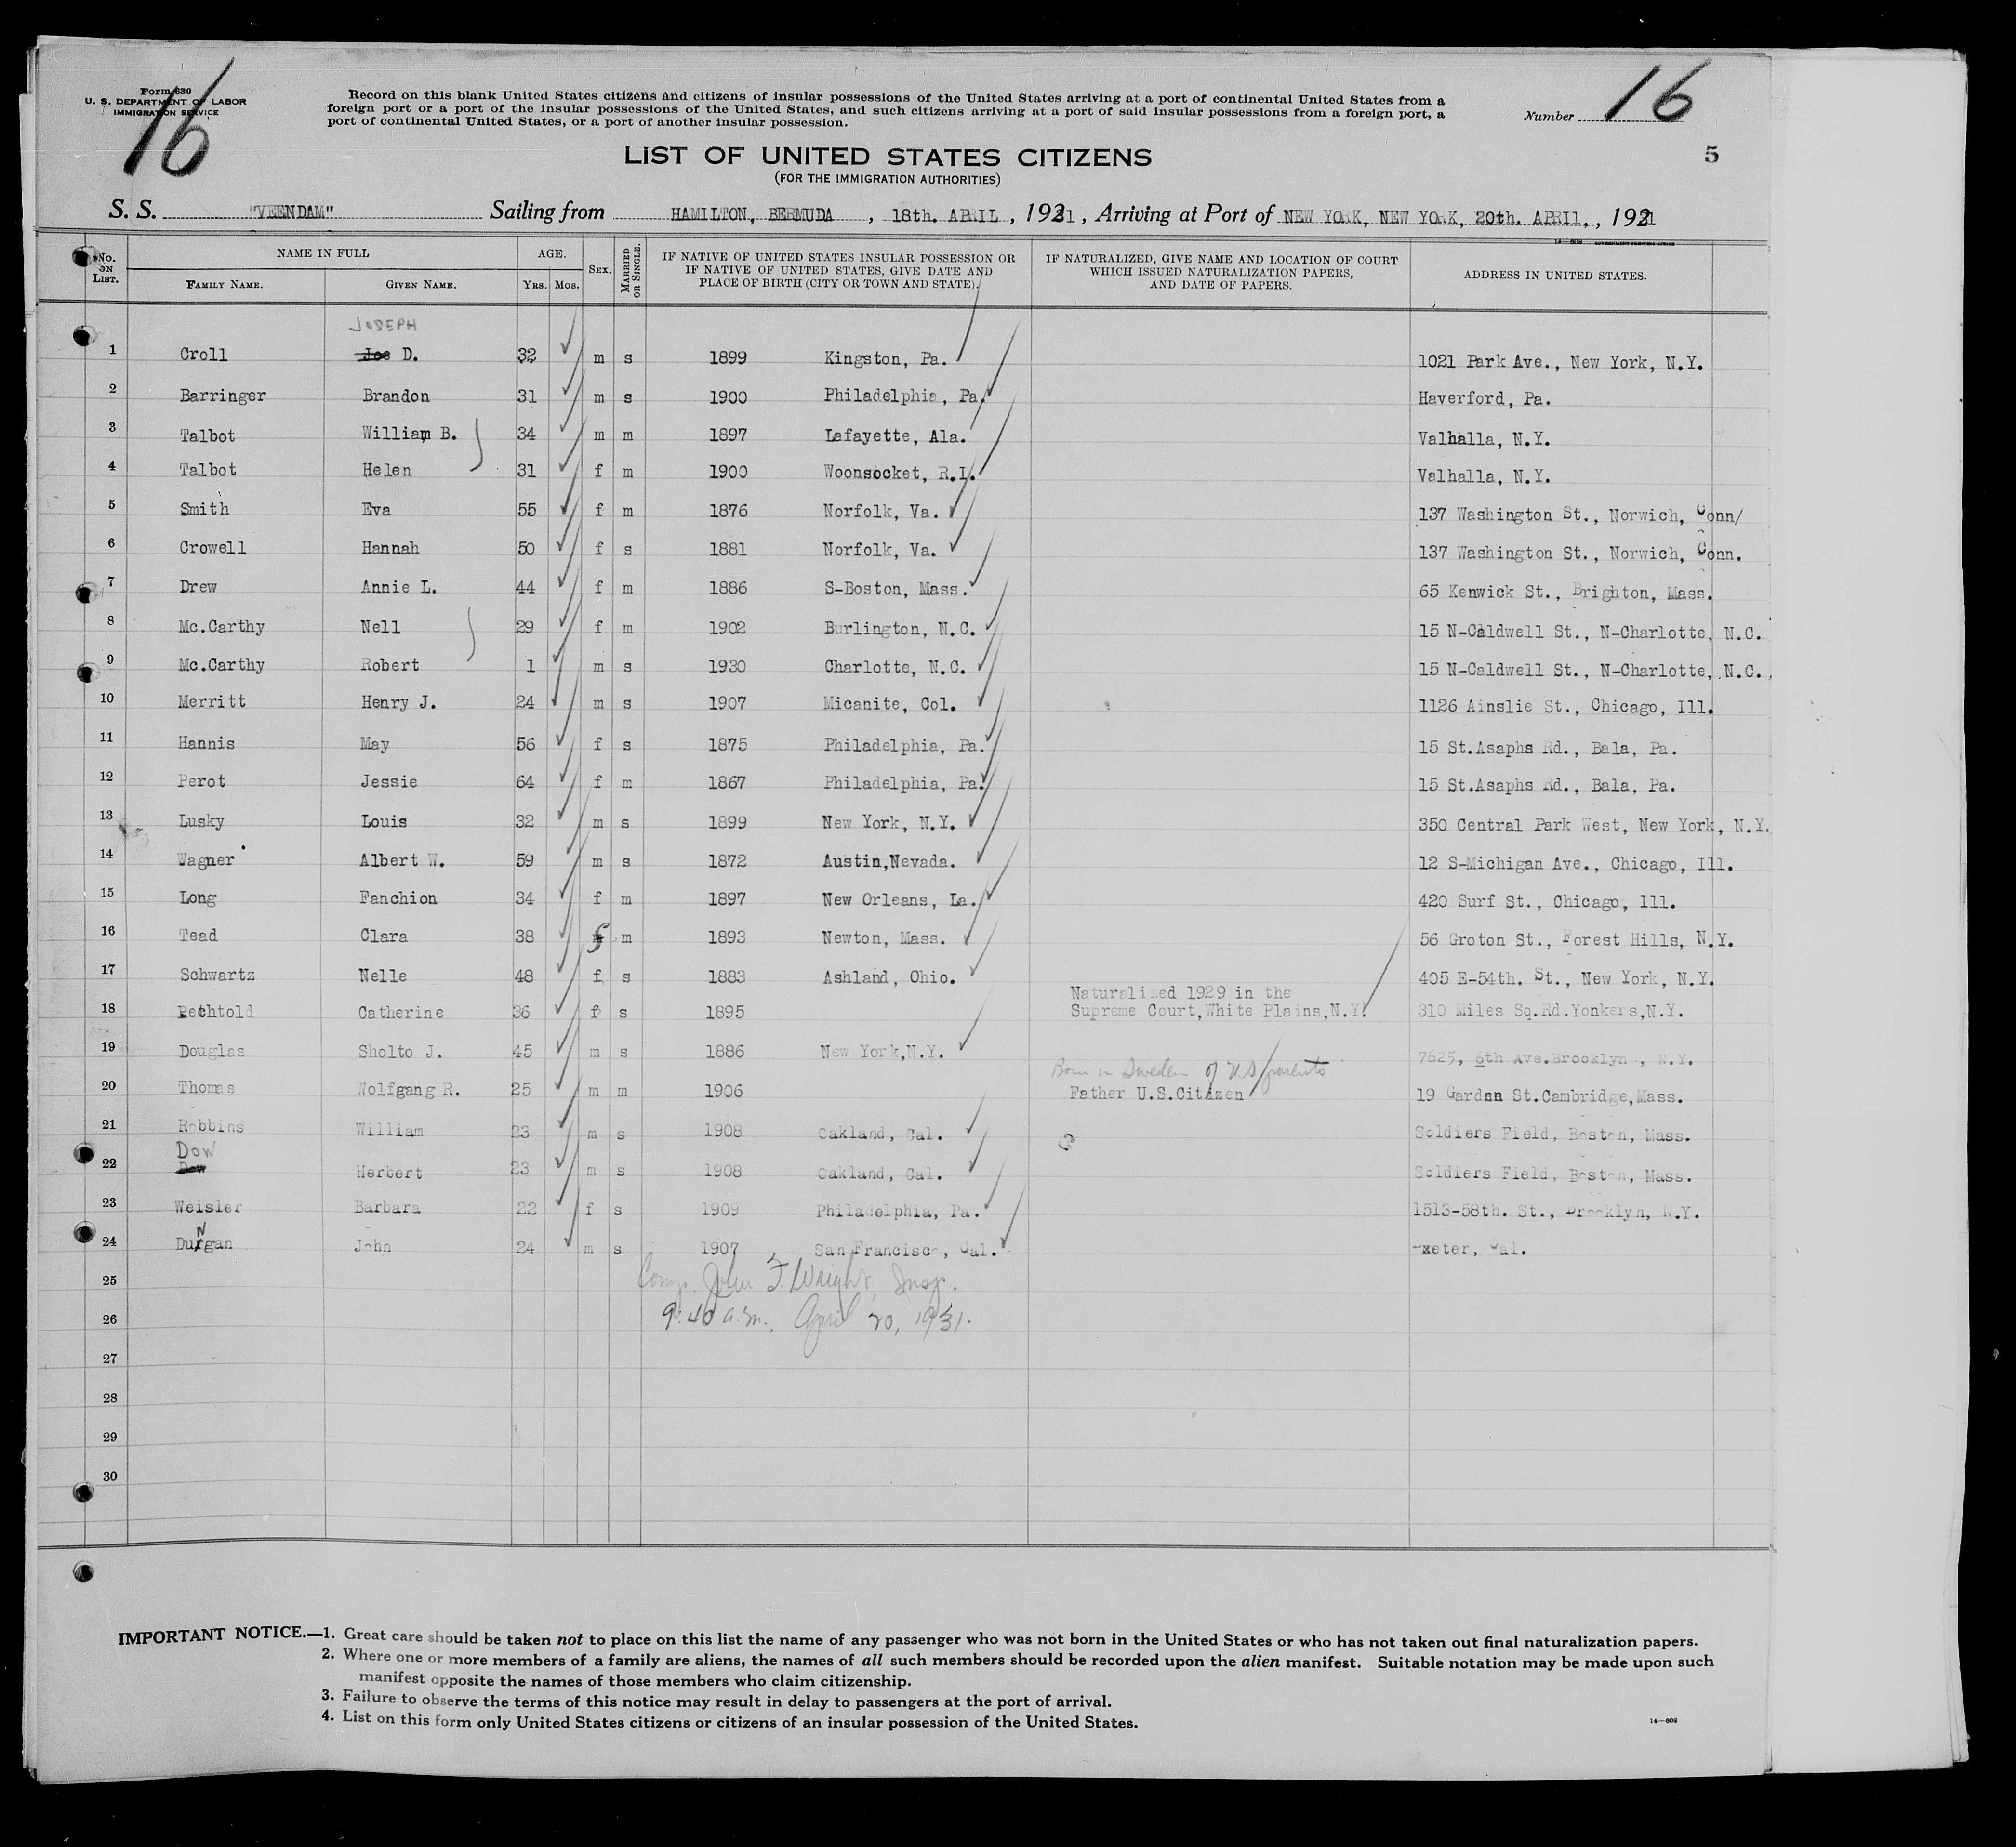 16
16
Form 630
U. S. DEPARTMENT OF LABOR
IMMIGRATION SERVICE
Record on this blank United States citizens and citizens of insular possessions of the United States arriving at a port of continental United States from a
foreign port or a port of the insular possessions of the United States, and such citizens arriving at a port of said insular possessions from a foreign port, a
port of continental United States, or a port of another insular possession.
Number
5
LIST OF UNITED STATES CITIZENS
(FOR THE IMMIGRATION AUTHORITIES)
S. S. "VEENDAM" Sailing from HAMILTON, BERMUDA, 18th. APRIL, 1931, Arriving at Port of NEW YORK, NEW YORK, 20th. APRIL,, 1931
No. ON LIST. NAME IN FULL FAMILY NAME. GIVEN NAME. AGE. YRS. MOS. SEX. MARRIED OR SINGLE. IF NATIVE OF UNITED STATES INSULAR POSSESSION OR IF NATIVE OF UNITED STATES, GIVE DATE AND PLACE OF BIRTH (CITY OR TOWN AND STATE). IF NATURALIZED, GIVE NAME AND LOCATION OF COURT WHICH ISSUED NATURALIZATION PAPERS, AND DATE OF PAPERS. ADDRESS IN UNITED STATES.
JOSEPH
1 Croll Joe D. 32 m s 1899 Kingston, Pa. 1021 Park Ave., New York, N.Y.
2 Barringer Brandon 31 m s 1900 Philadelphia, Pa. Haverford, Pa.
3 Talbot William B. 34 m m 1897 Lafayette, Ala. Valhalla, N.Y.
4 Talbot Helen 31 f m 1900 Woonsocket, R.I. Valhalla, N.Y.
5 Smith Eva 55 f m 1876 Norfolk, Va. 137 Washington St., Norwich, Conn/
6 Crowell Hannah 50 f s 1881 Norfolk, Va. 137 Washington St., Norwich, Conn.
7 Drew Annie L. 44 f m 1886 S-Boston, Mass. 65 Kenwick St., Brighton, Mass.
8 Mc.Carthy Nell 29 f m 1902 Burlington, N.C. 15 N-Caldwell St., N-Charlotte, N.C.
9 Mc.Carthy Robert 1 m s 1930 Charlotte, N.C. 15 N-Caldwell St., N-Charlotte, N.C.
10 Merritt Henry J. 24 m s 1907 Micanite, Col. 1126 Ainslie St., Chicago, Ill.
11 Hannis May 56 f s 1875 Philadelphia, Pa. 15 St.Asaphs Rd., Bala, Pa.
12 Perot Jessie 64 f m 1867 Philadelphia, Pa. 15 St.Asaphs Rd., Bala, Pa.
13 Lusky Louis 32 m s 1899 New York, N.Y. 350 Central Park West, New York, N.Y.
14 Wagner Albert W. 59 m s 1872 Austin,Nevada. 12 S-Michigan Ave., Chicago, Ill.
15 Long Fanchion 34 f m 1897 New Orleans, La. 420 Surf St., Chicago, Ill.
16 Tead Clara 38 f m 1893 Newton, Mass. 56 Groton St., Forest Hills, N.Y.
17 Schwartz Nelle 48 f s 1883 Ashland, Ohio. 405 E-54th. St., New York, N.Y.
Naturalized 1929 in the
18 Pechtold Catherine 36 f s 1895 Supreme Court,White Plains,N.Y. 310 Miles Sq.Rd.Yonkers,N.Y.
19 Douglas Sholto J. 45 m s 1886 New York,N.Y. 7625, 6th Ave.Brooklyn, N.Y.
Born in Sweden of U.S. parents
20 Thomas Wolfgang R. 25 m m 1906 Father U.S.Citizen 19 Garden St.Cambridge,Mass.
21 Robbins William 23 m s 1908 Oakland, Cal. Soldiers Field, Boston, Mass.
DOW
22 Dow Herbert 23 m s 1908 Oakland, Cal. Soldiers Field, Boston, Mass.
23 Weisler Barbara 22 f s 1909 Philadelphia, Pa. 1513-58th. St., Brooklyn, N.Y.
N
24 Durgan John 24 m s 1907 San Francisco, Cal. Exeter, Cal.
25 Comp. John F. Wright, Insp.
26 9:40 a.m., April 20, 1931.
27
28
29
30
IMPORTANT NOTICE.—1. Great care should be taken not to place on this list the name of any passenger who was not born in the United States or who has not taken out final naturalization papers.
2. Where one or more members of a family are aliens, the names of all such members should be recorded upon the alien manifest. Suitable notation may be made upon such
manifest opposite the names of those members who claim citizenship.
3. Failure to observe the terms of this notice may result in delay to passengers at the port of arrival.
4. List on this form only United States citizens or citizens of an insular possession of the United States.